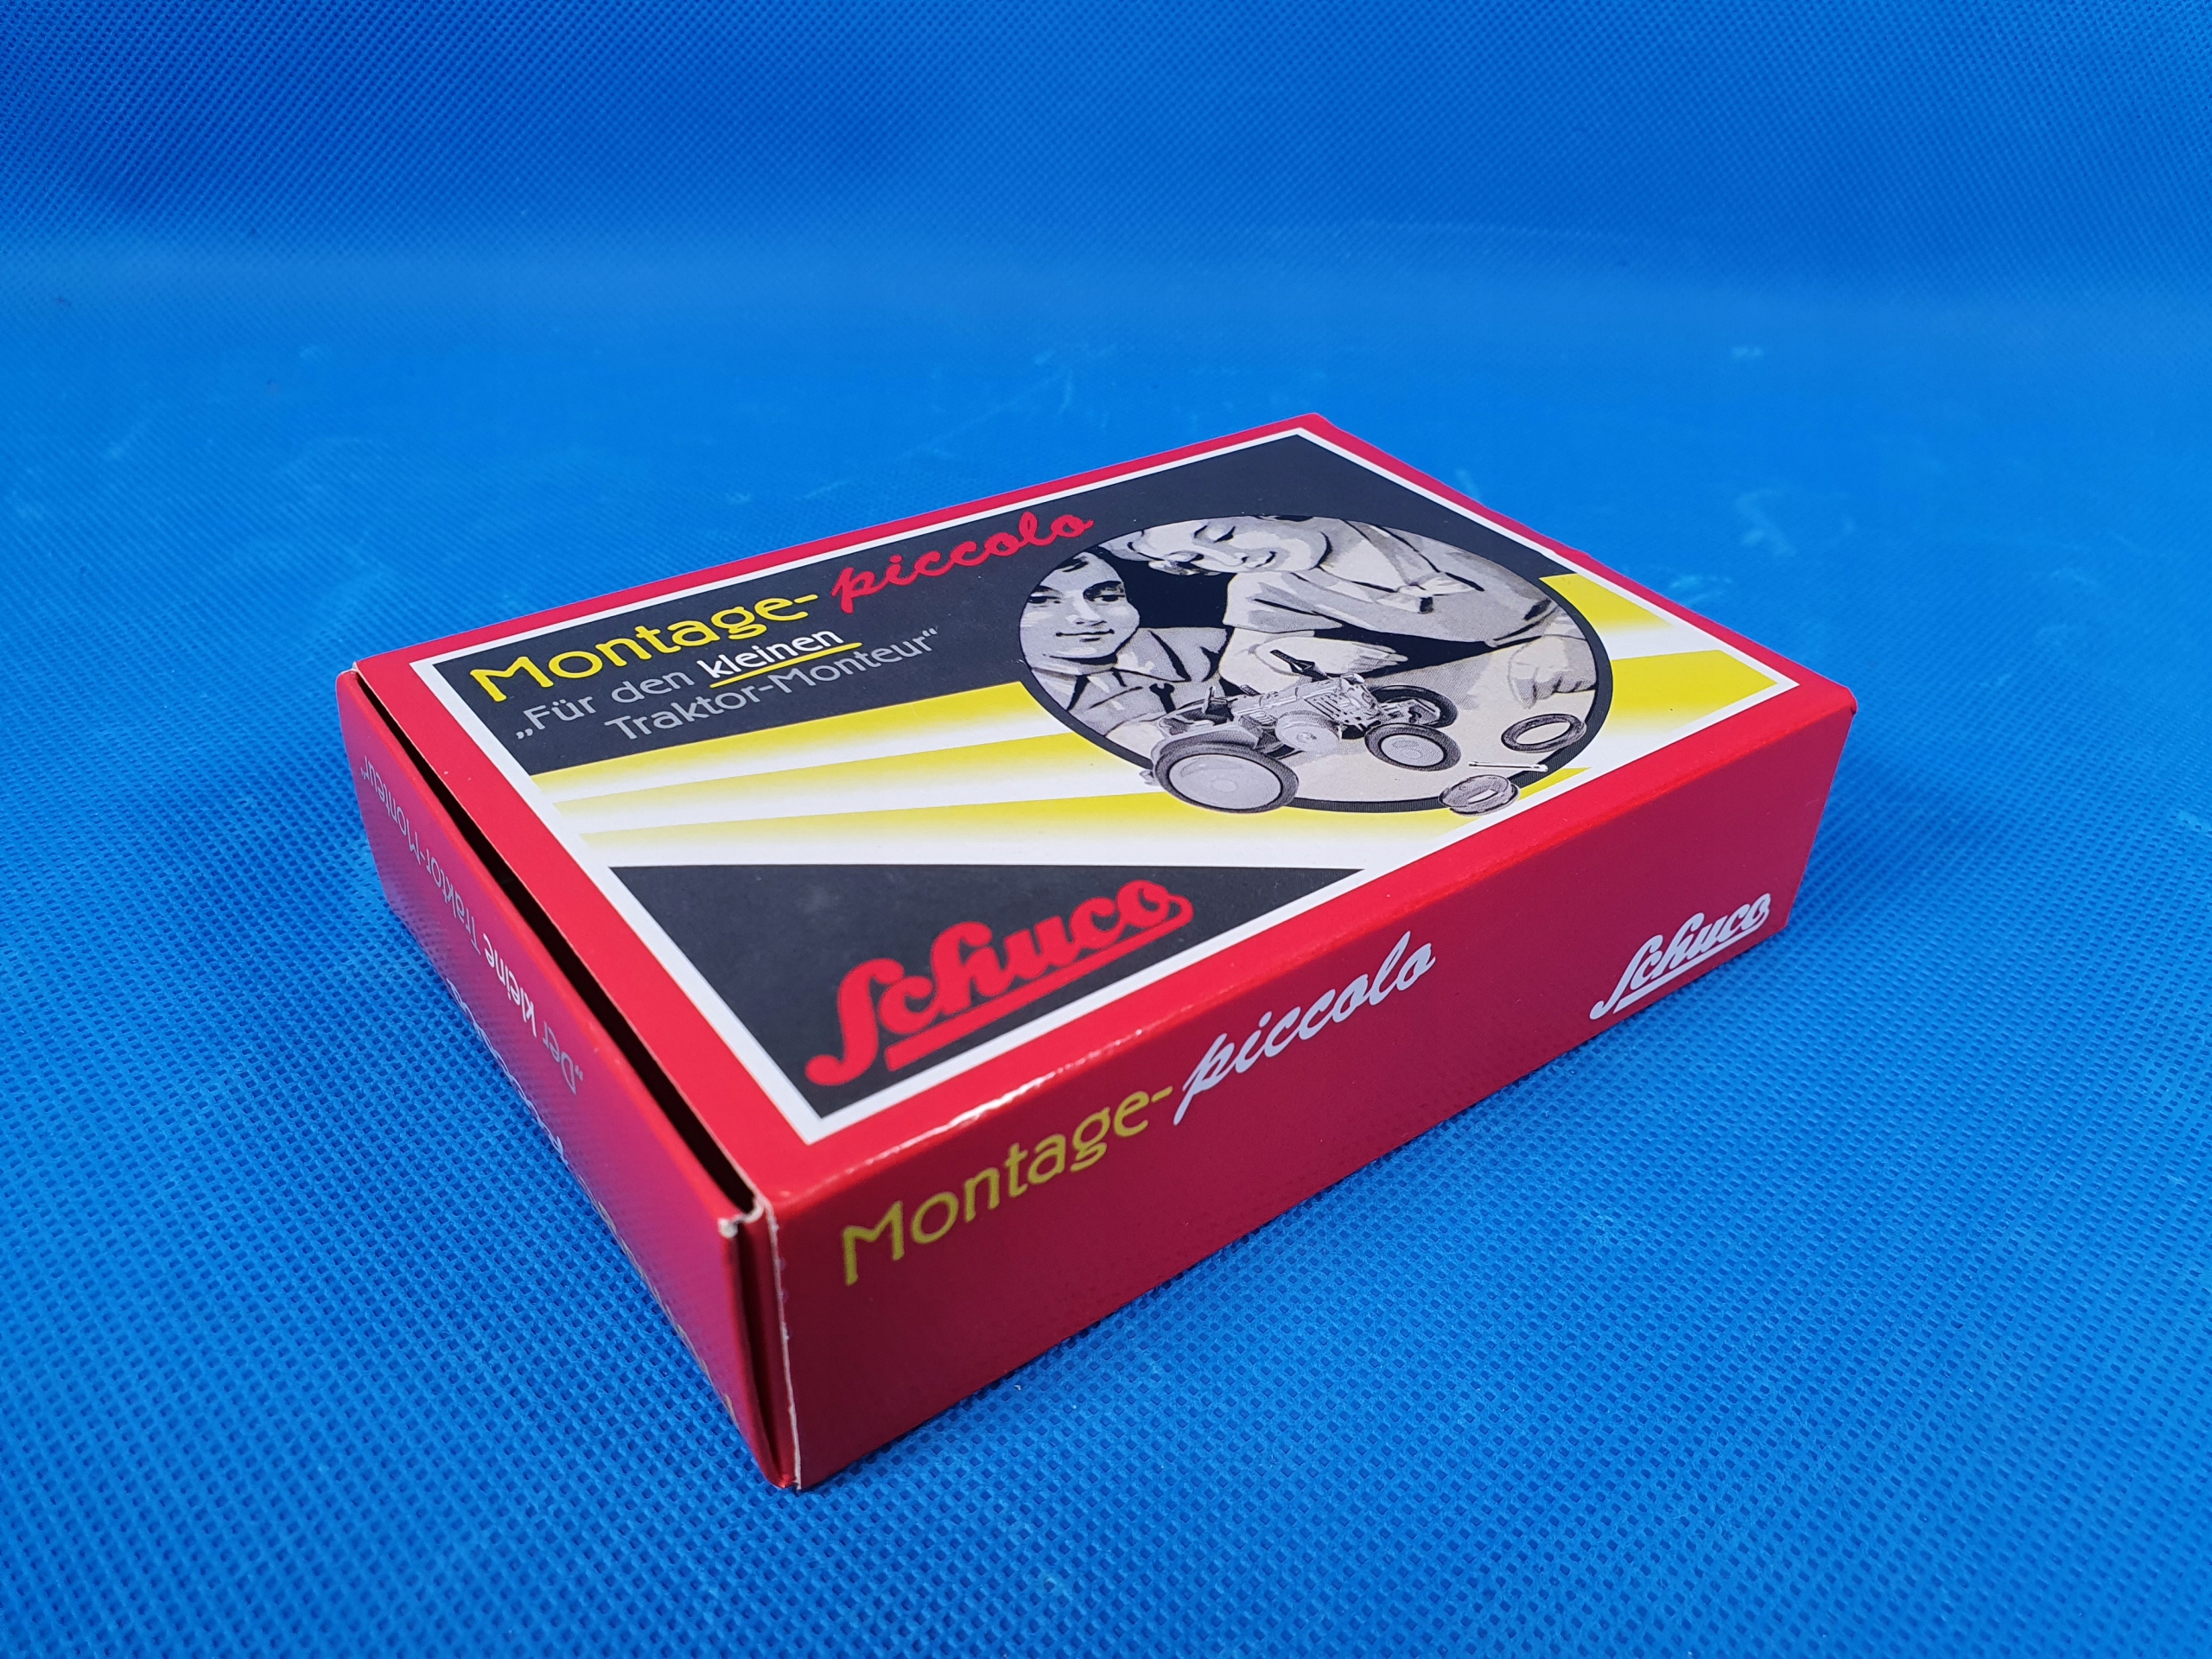 Montage-piccolo
„Für den kleinen
Traktor-Monteur“
Schuco
Montage-piccolo
Schuco
„Der kleine Traktor-Monteur“